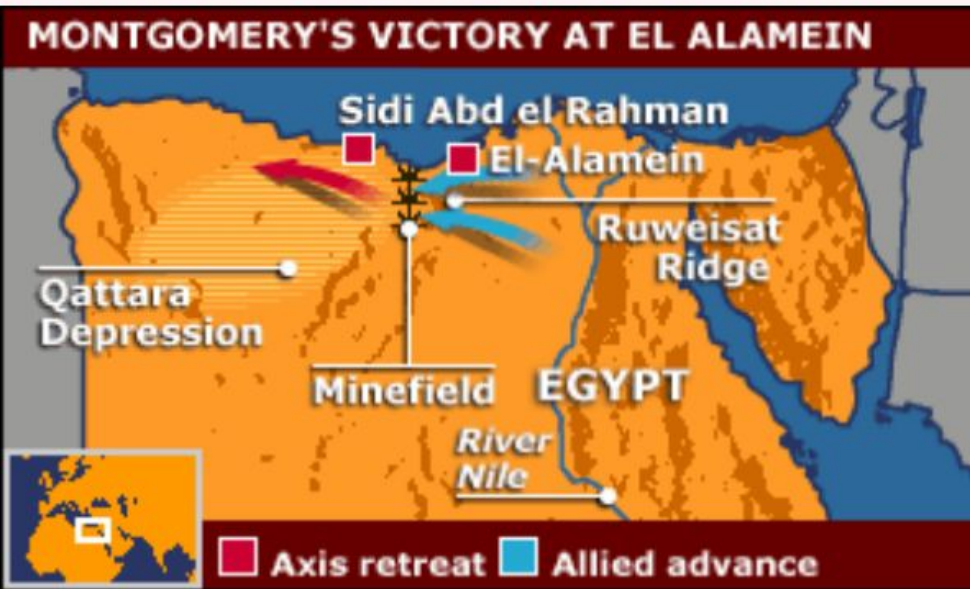 MONTGOMERY'S VICTORY AT EL ALAMEIN
Sidi Abd el Rahman
El-Alamein
Ruweisat
Ridge
Qattara
Depression
Minefield
EGYPT
River
Nile
Axis retreat
Allied advance